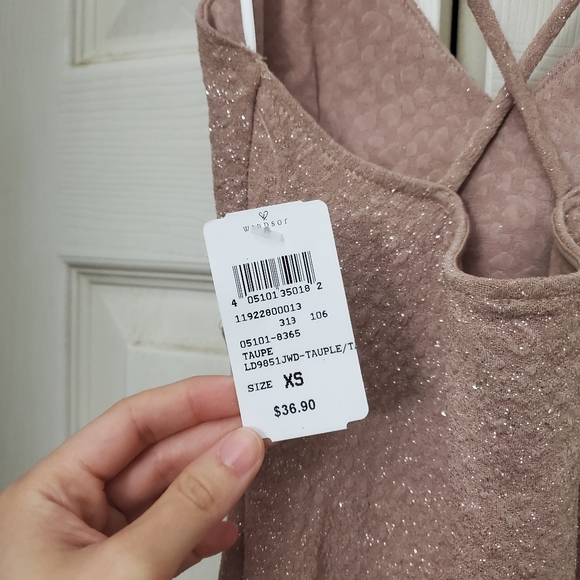 windsor
4 05101 35018 2
11922800013
313 106
05101-8365
TAUPE
LD9851JWD-TAUPLE/T.
SIZE XS
$36.90